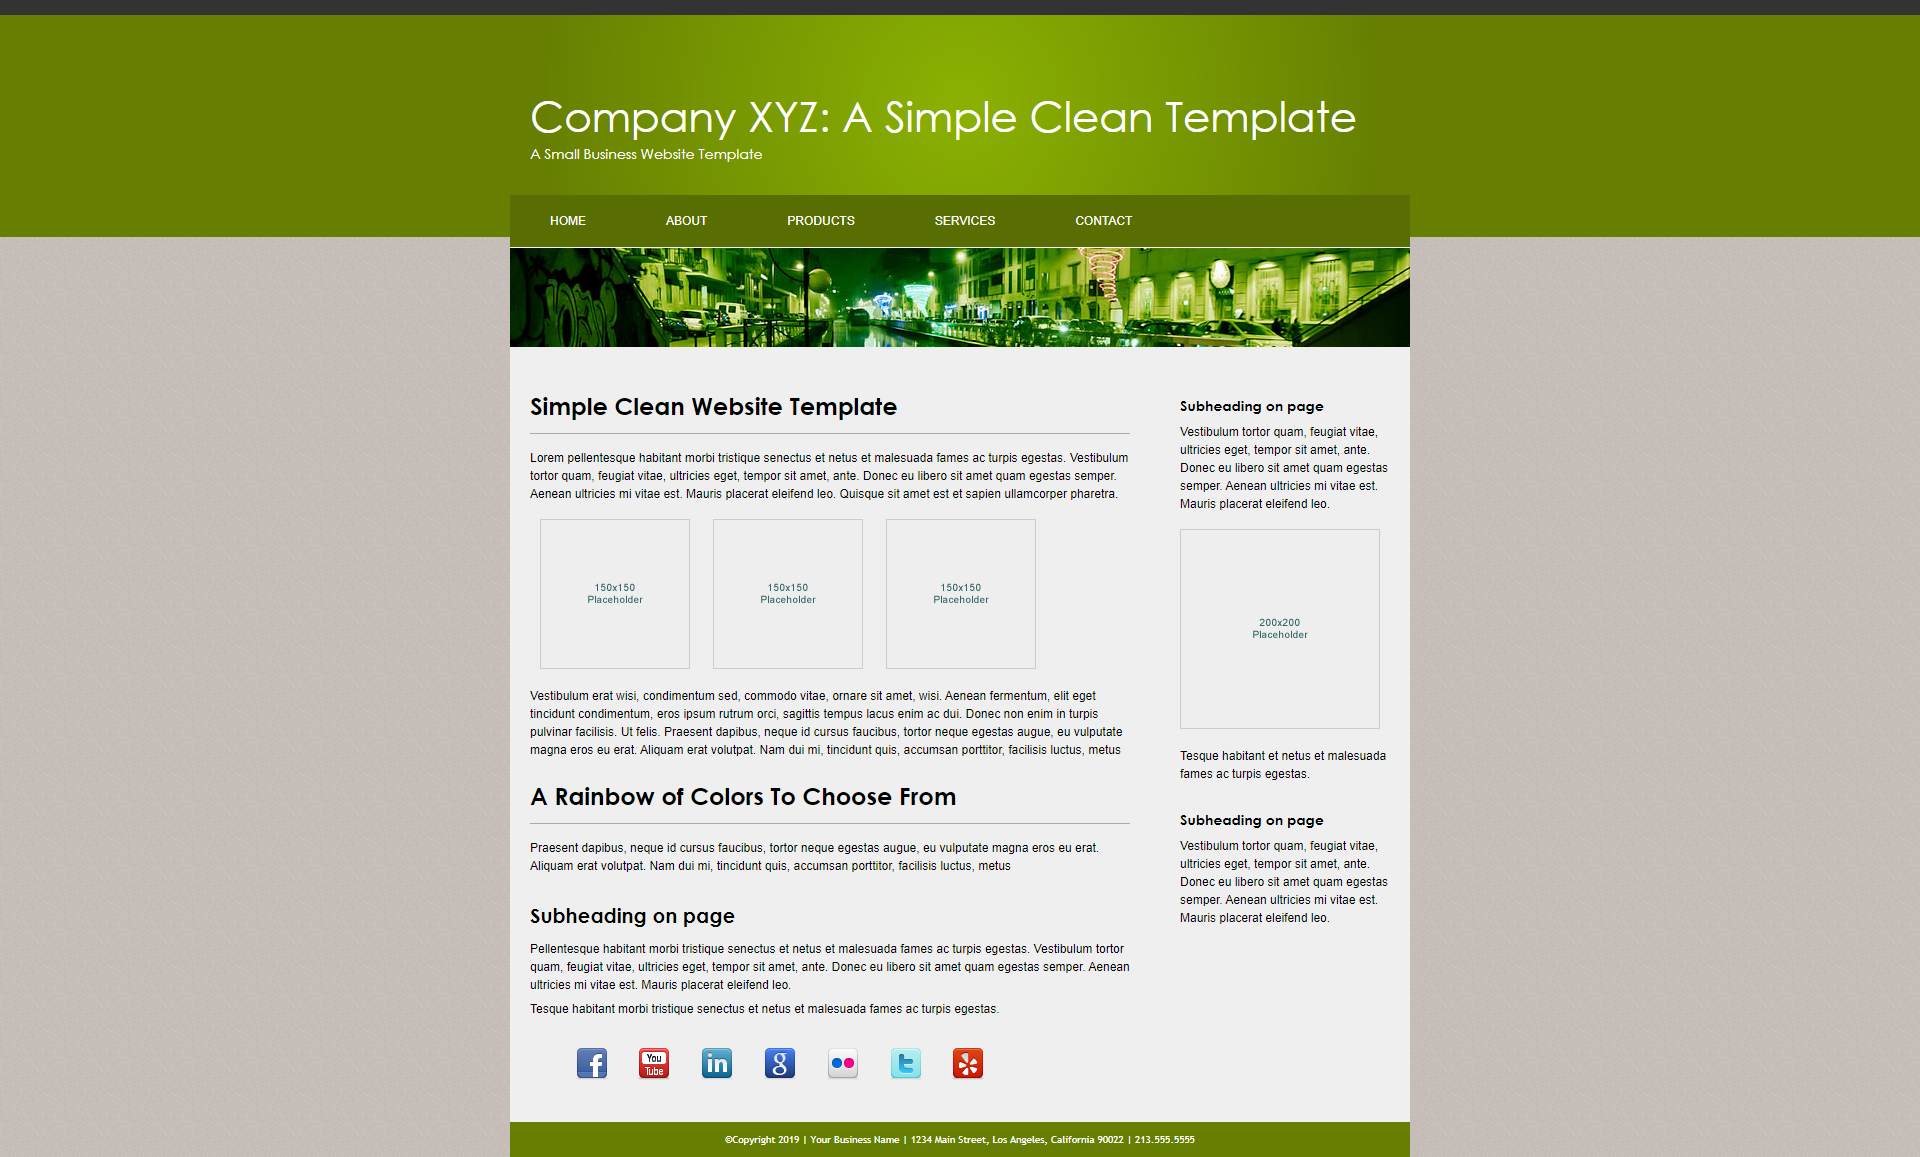 Company XYZ: A Simple Clean Template
A Small Business Website Template
HOME ABOUT PRODUCTS SERVICES CONTACT
Simple Clean Website Template
Lorem pellentesque habitant morbi tristique senectus et netus et malesuada fames ac turpis egestas. Vestibulum
tortor quam, feugiat vitae, ultricies eget, tempor sit amet, ante. Donec eu libero sit amet quam egestas semper.
Aenean ultricies mi vitae est. Mauris placerat eleifend leo. Quisque sit amet est et sapien ullamcorper pharetra.
150x150
Placeholder
150x150
Placeholder
150x150
Placeholder
Vestibulum erat wisi, condimentum sed, commodo vitae, ornare sit amet, wisi. Aenean fermentum, elit eget
tincidunt condimentum, eros ipsum rutrum orci, sagittis tempus lacus enim ac dui. Donec non enim in turpis
pulvinar facilisis. Ut felis. Praesent dapibus, neque id cursus faucibus, tortor neque egestas augue, eu vulputate
magna eros eu erat. Aliquam erat volutpat. Nam dui mi, tincidunt quis, accumsan porttitor, facilisis luctus, metus
A Rainbow of Colors To Choose From
Praesent dapibus, neque id cursus faucibus, tortor neque egestas augue, eu vulputate magna eros eu erat.
Aliquam erat volutpat. Nam dui mi, tincidunt quis, accumsan porttitor, facilisis luctus, metus
Subheading on page
Pellentesque habitant morbi tristique senectus et netus et malesuada fames ac turpis egestas. Vestibulum tortor
quam, feugiat vitae, ultricies eget, tempor sit amet, ante. Donec eu libero sit amet quam egestas semper. Aenean
ultricies mi vitae est. Mauris placerat eleifend leo.
Tesque habitant morbi tristique senectus et netus et malesuada fames ac turpis egestas.
f
You
Tube
in
g
t
Subheading on page
Vestibulum tortor quam, feugiat vitae,
ultricies eget, tempor sit amet, ante.
Donec eu libero sit amet quam egestas
semper. Aenean ultricies mi vitae est.
Mauris placerat eleifend leo.
200x200
Placeholder
Tesque habitant et netus et malesuada
fames ac turpis egestas.
Subheading on page
Vestibulum tortor quam, feugiat vitae,
ultricies eget, tempor sit amet, ante.
Donec eu libero sit amet quam egestas
semper. Aenean ultricies mi vitae est.
Mauris placerat eleifend leo.
©Copyright 2019 | Your Business Name | 1234 Main Street, Los Angeles, California 90022 | 213.555.5555